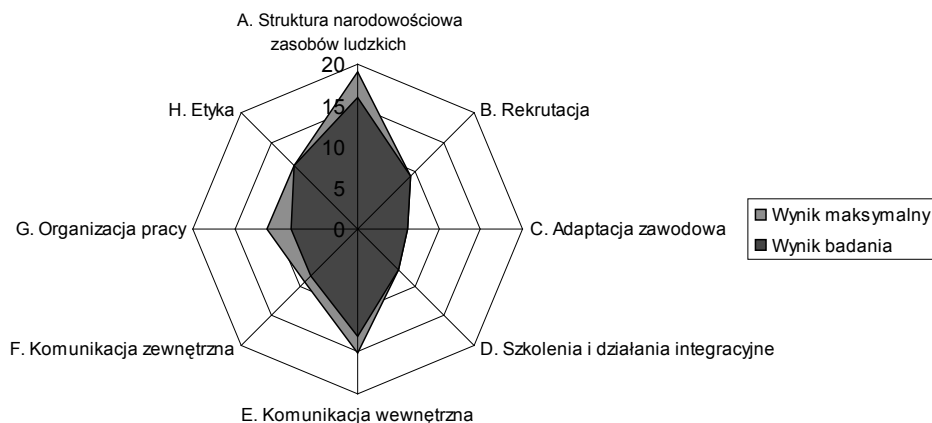 A. Struktura narodowościowa
zasobów ludzkich
20
H. Etyka
B. Rekrutacja
15
10
5
G. Organizacja pracy
0
C. Adaptacja zawodowa
Wynik maksymalny
Wynik badania
F. Komunikacja zewnętrzna
D. Szkolenia i działania integracyjne
E. Komunikacja wewnętrzna